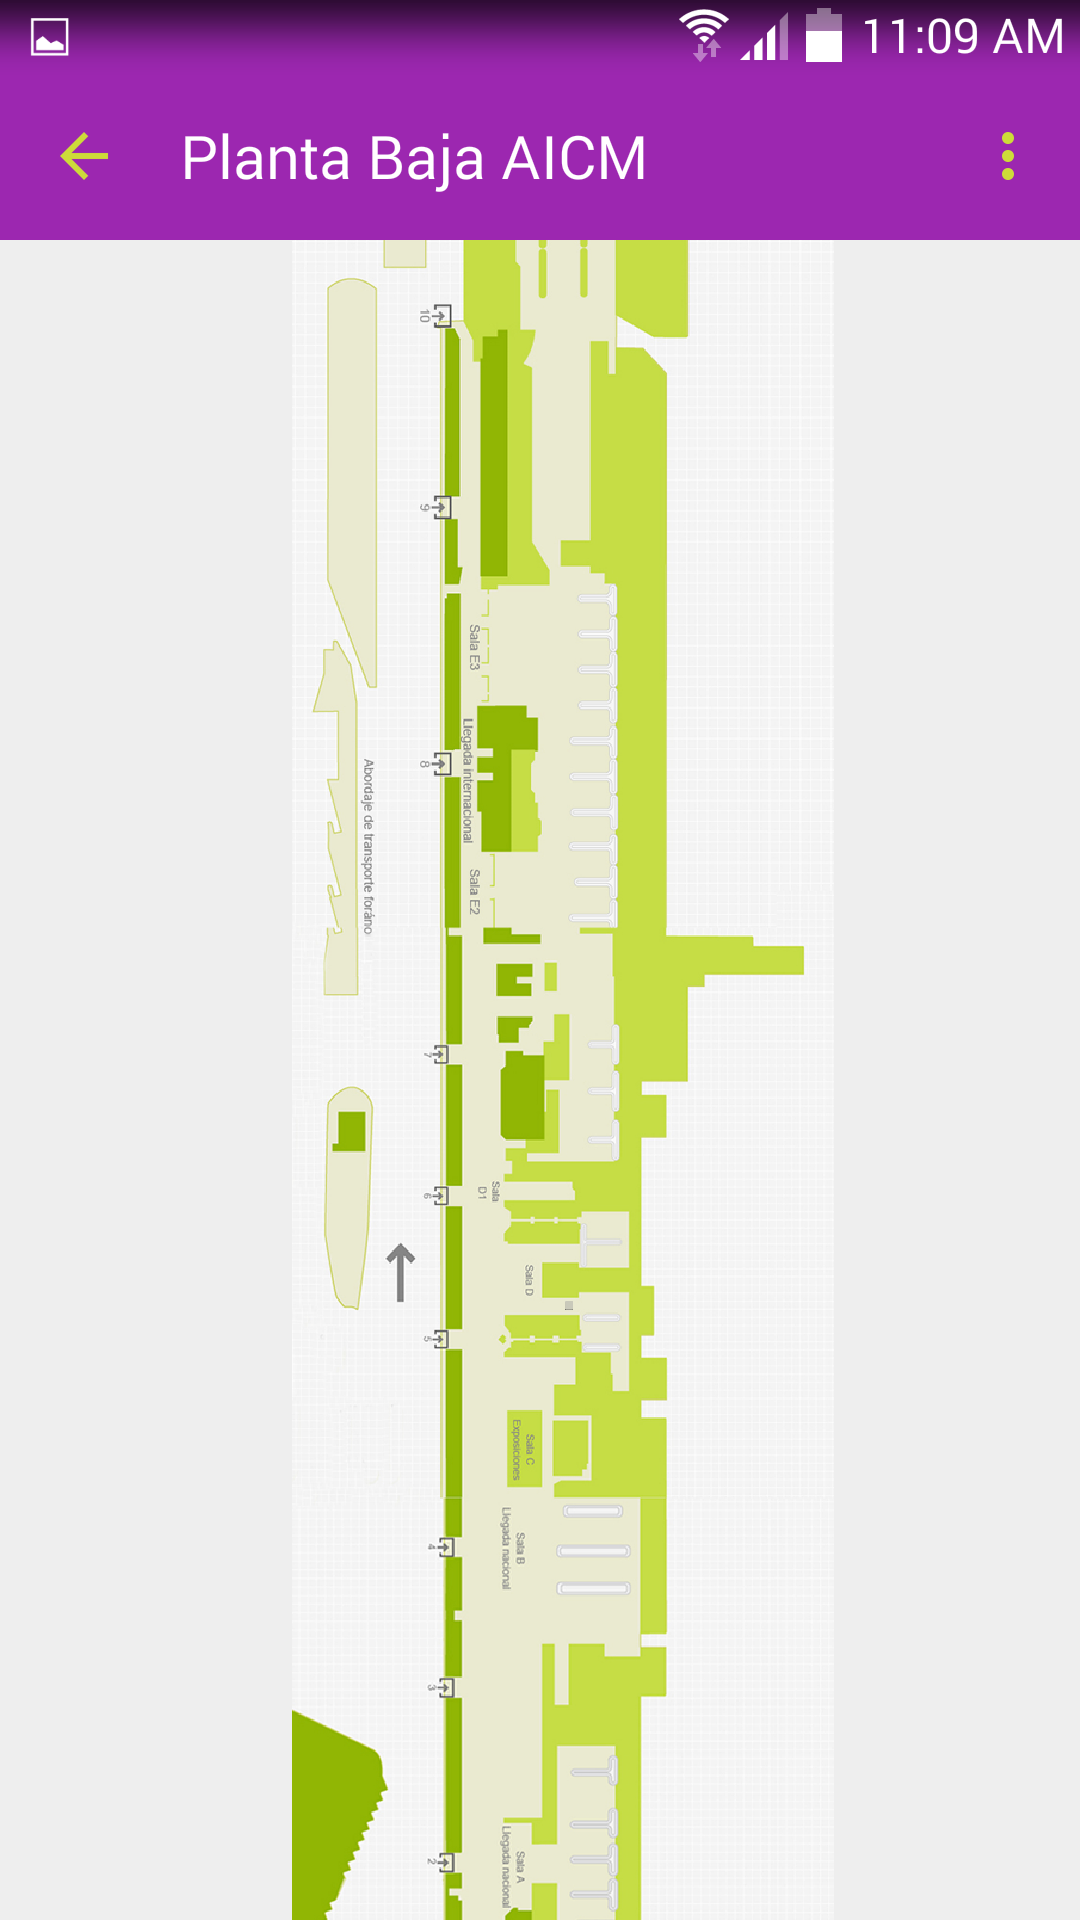 11:09 AM
Planta Baja AICM
10
9
Sala E3
Llegada internacional
8
Abordaje de transporte foráno
Sala E2
7
6
Sala
D1
Sala D
5
Sala C
Exposiciones
Sala B
Llegada nacional
4
3
Sala A
Llegada nacional
2